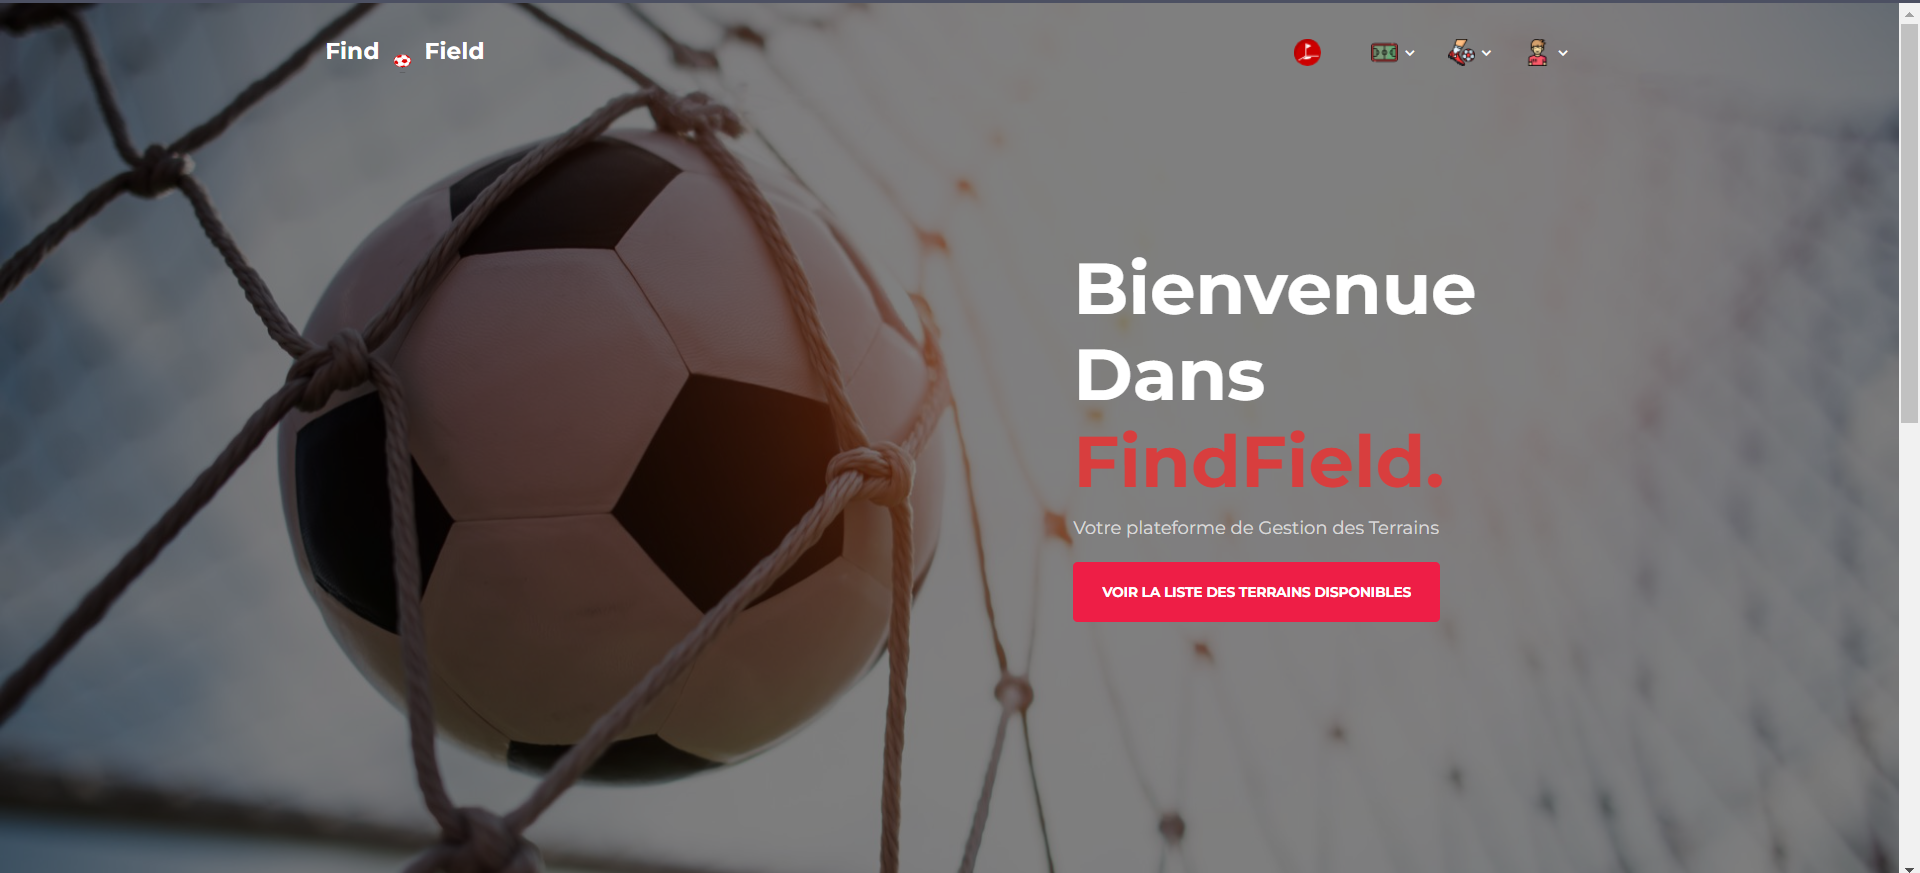 Find Field
Bienvenue
Dans
FindField.
Votre plateforme de Gestion des Terrains
VOIR LA LISTE DES TERRAINS DISPONIBLES